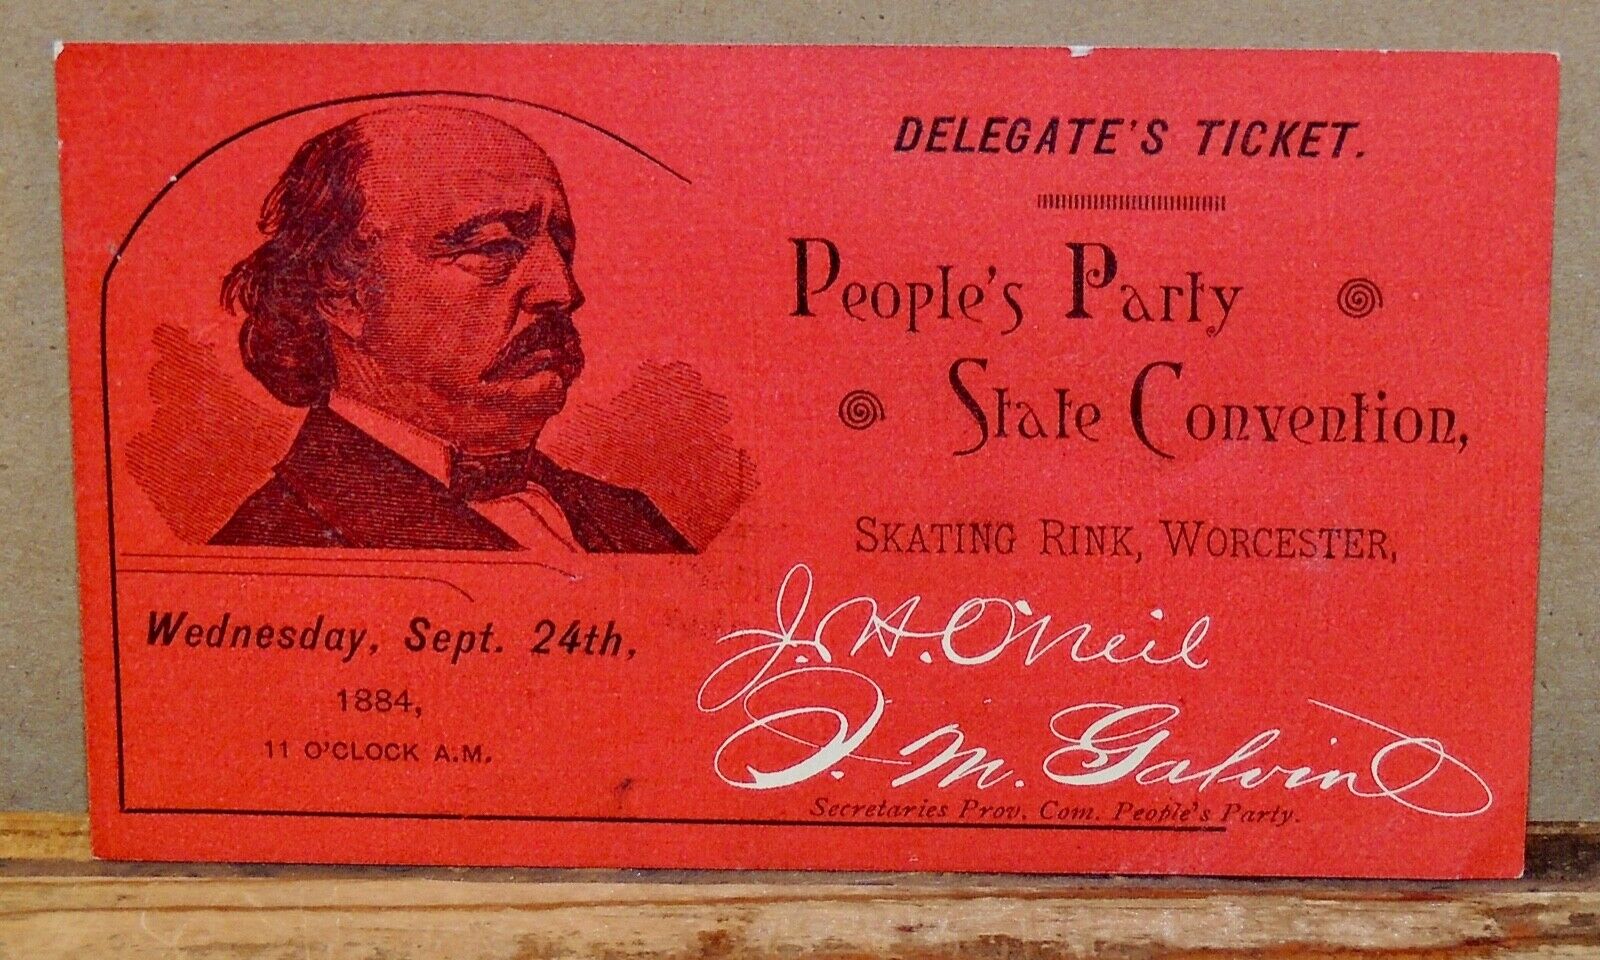 DELEGATE'S TICKET.
People's Party
State Convention,
SKATING RINK, WORCESTER,
Wednesday, Sept. 24th,
1884,
11 O'CLOCK A.M.
J. H. O'Neil
F. M. Galvin
Secretaries Prov. Com. People's Party.